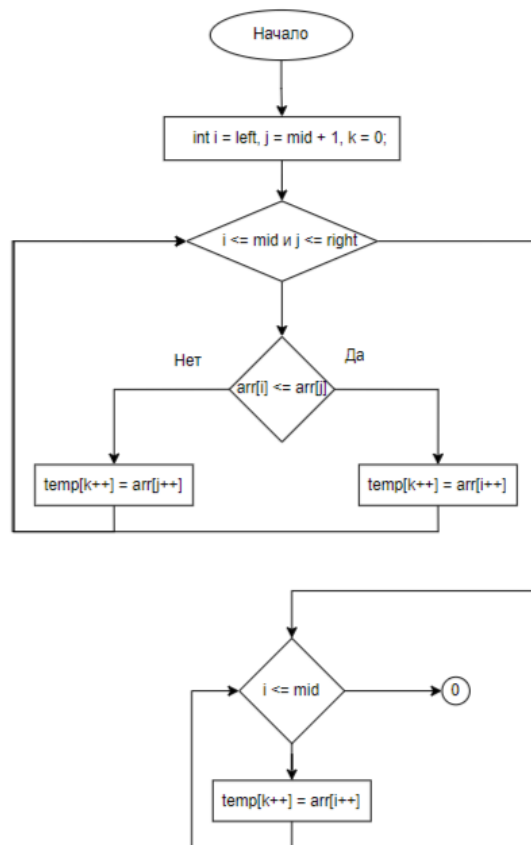 Начало
int i = left, j = mid + 1, k = 0;
i <= mid и j <= right
Нет
Да
arr[i] <= arr[j]
temp[k++] = arr[j++]
temp[k++] = arr[i++]
i <= mid
0
temp[k++] = arr[i++]